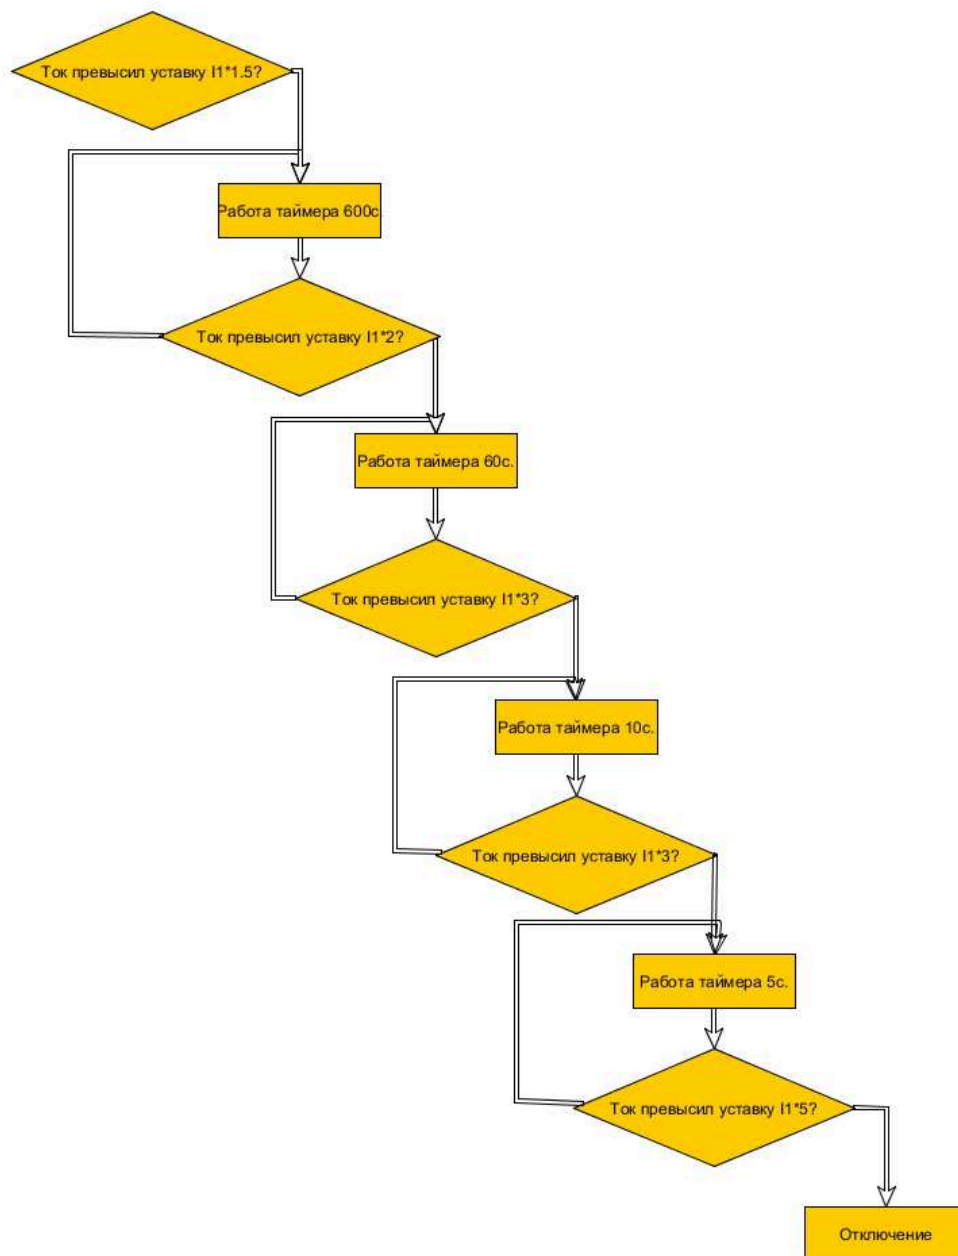 Ток превысил уставку I1*1.5?
Работа таймера 600с.
Ток превысил уставку I1*2?
Работа таймера 60с.
Ток превысил уставку I1*3?
Работа таймера 10с.
Ток превысил уставку I1*3?
Работа таймера 5с.
Ток превысил уставку I1*5?
Отключение